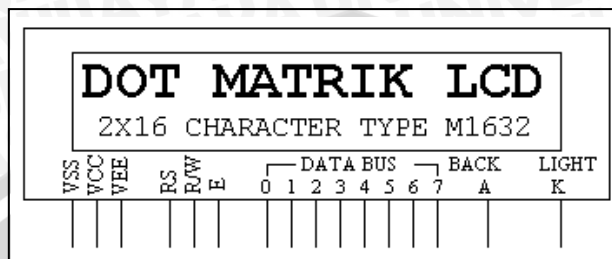 DOT MATRIK LCD
2X16 CHARACTER TYPE M1632
VSS VCC VEE RS R/W E DATA BUS BACK LIGHT
0 1 2 3 4 5 6 7 A K